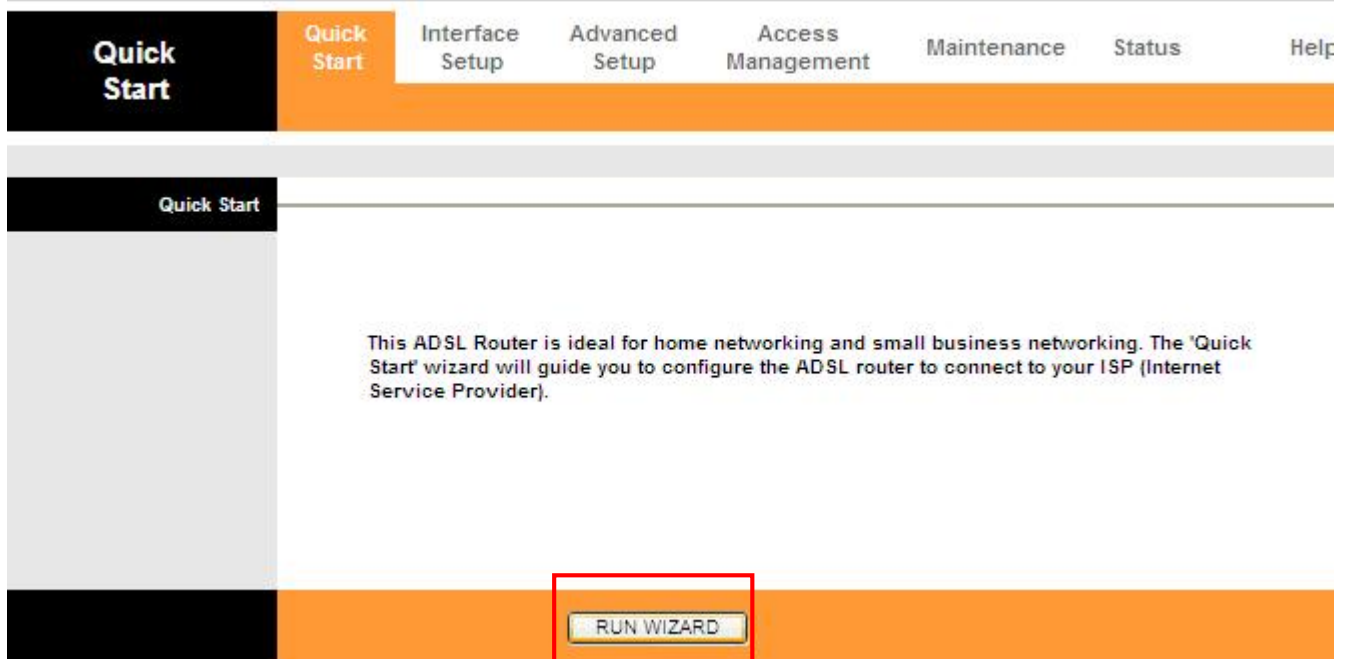 Quick
Start
Quick
Start
Interface
Setup
Advanced
Setup
Access
Management
Maintenance
Status
Help
Quick Start
This ADSL Router is ideal for home networking and small business networking. The 'Quick
Start' wizard will guide you to configure the ADSL router to connect to your ISP (Internet
Service Provider).
RUN WIZARD